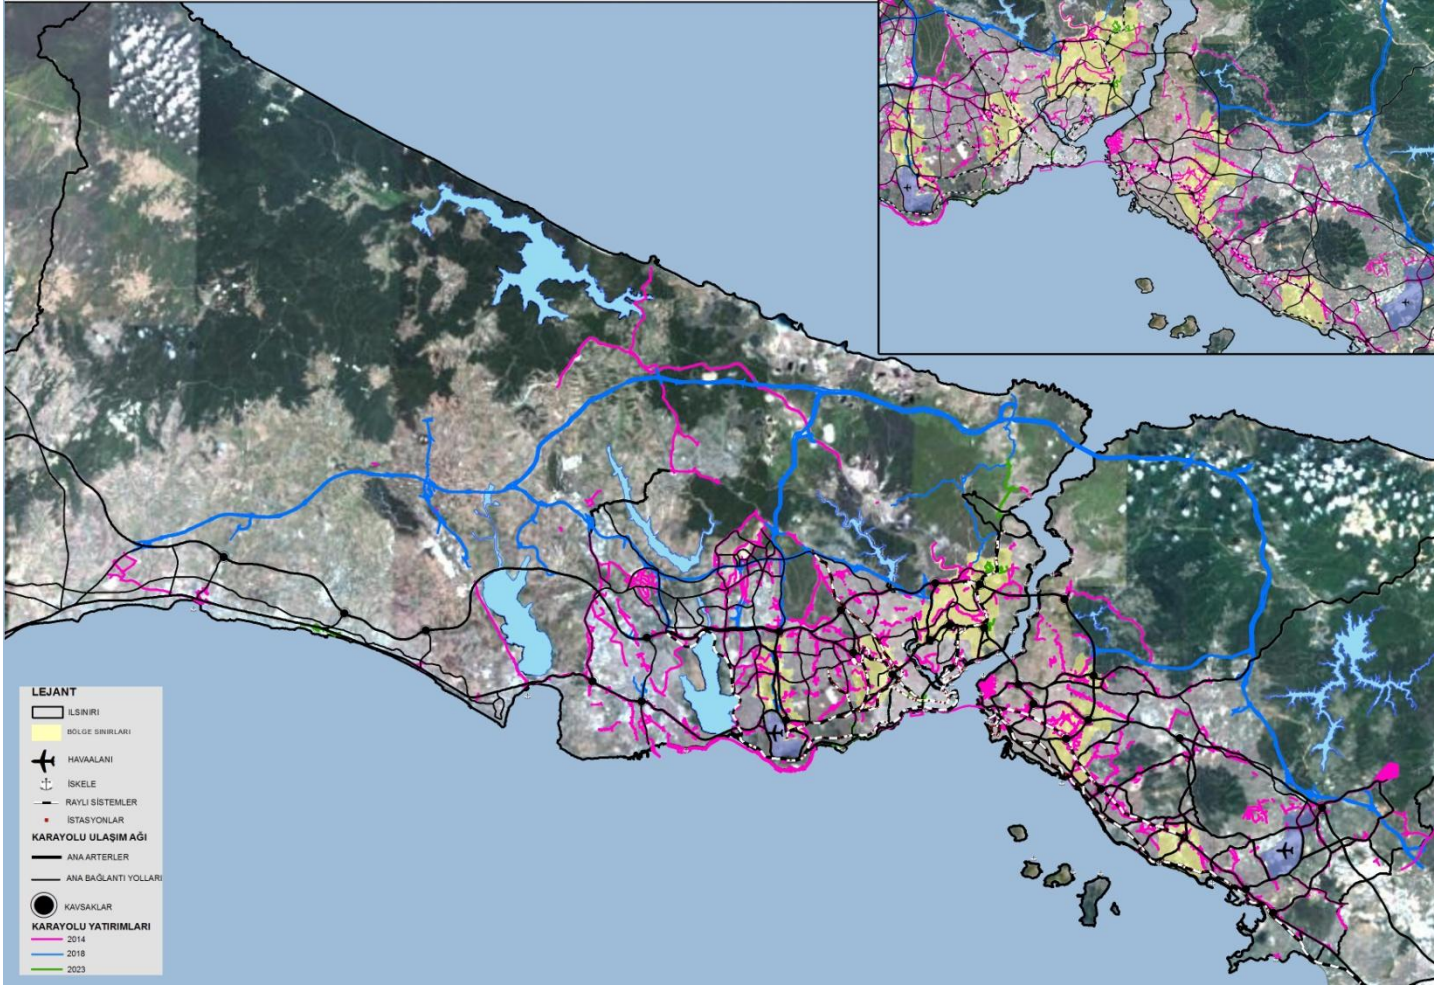 LEJANT
ILSINIRI
BÖLGE SINIRLARI
HAVAALANI
İSKELE
RAYLI SİSTEMLER
İSTASYONLAR
KARAYOLU ULAŞIM AĞI
ANA ARTERLER
ANA BAĞLANTI YOLLARI
KAVSAKLAR
KARAYOLU YATIRIMLARI
2014
2018
2023